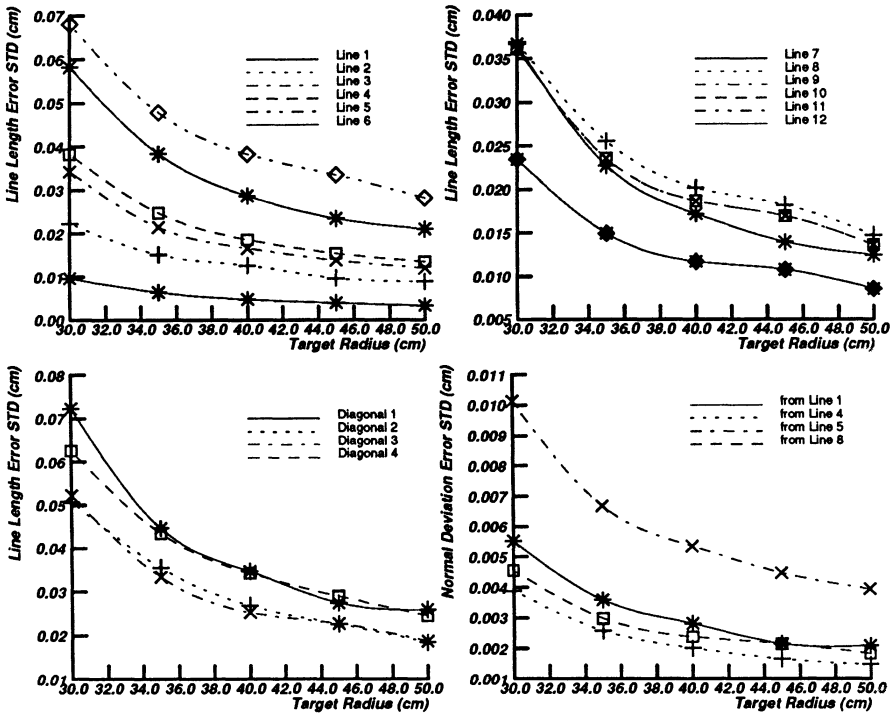 Line Length Error STD (cm)
0.07
0.06
0.05
0.04
0.03
0.02
0.01
0.00
30.0 32.0 34.0 36.0 38.0 40.0 42.0 44.0 46.0 48.0 50.0
Target Radius (cm)
Line 1
Line 2
Line 3
Line 4
Line 5
Line 6
Line Length Error STD (cm)
0.040
0.035
0.030
0.025
0.020
0.015
0.010
0.005
30.0 32.0 34.0 36.0 38.0 40.0 42.0 44.0 46.0 48.0 50.0
Target Radius (cm)
Line 7
Line 8
Line 9
Line 10
Line 11
Line 12
Line Length Error STD (cm)
0.08
0.07
0.06
0.05
0.04
0.03
0.02
0.01
30.0 32.0 34.0 36.0 38.0 40.0 42.0 44.0 46.0 48.0 50.0
Target Radius (cm)
Diagonal 1
Diagonal 2
Diagonal 3
Diagonal 4
Normal Deviation Error STD (cm)
0.011
0.010
0.009
0.008
0.007
0.006
0.005
0.004
0.003
0.002
0.001
30.0 32.0 34.0 36.0 38.0 40.0 42.0 44.0 46.0 48.0 50.0
Target Radius (cm)
from Line 1
from Line 4
from Line 5
from Line 8